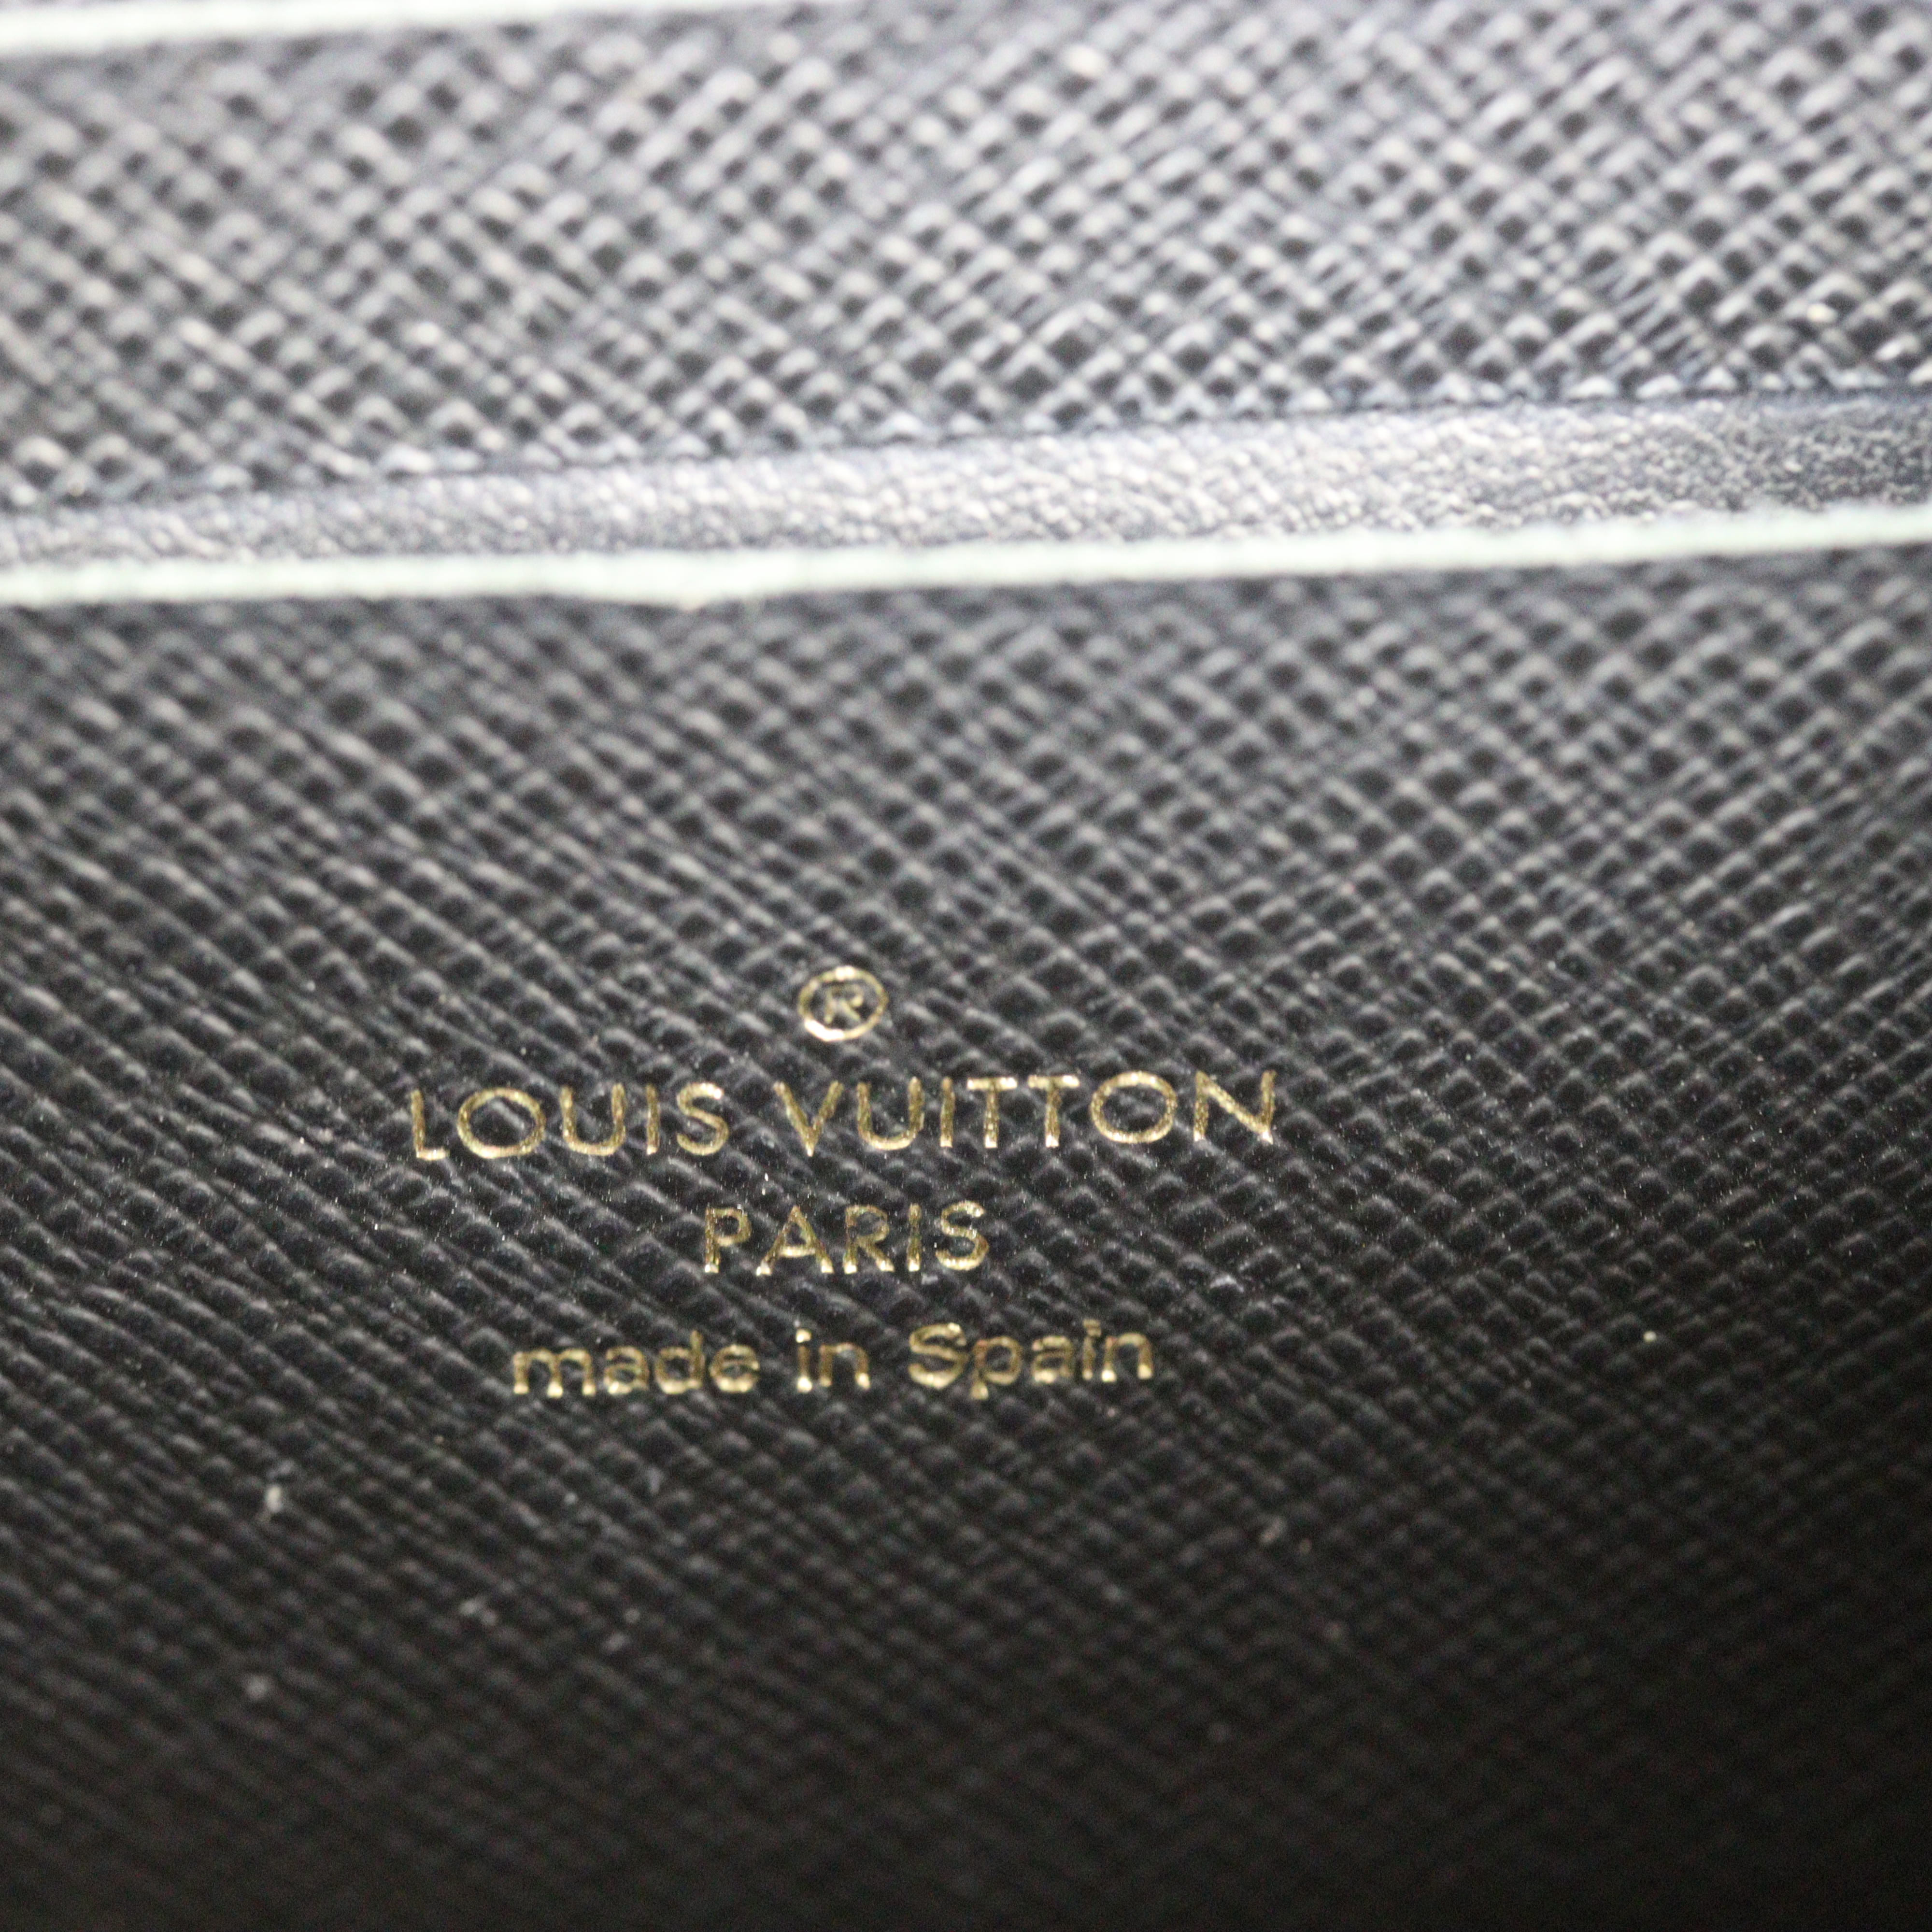 ®
LOUIS VUITTON
PARIS
made in Spain